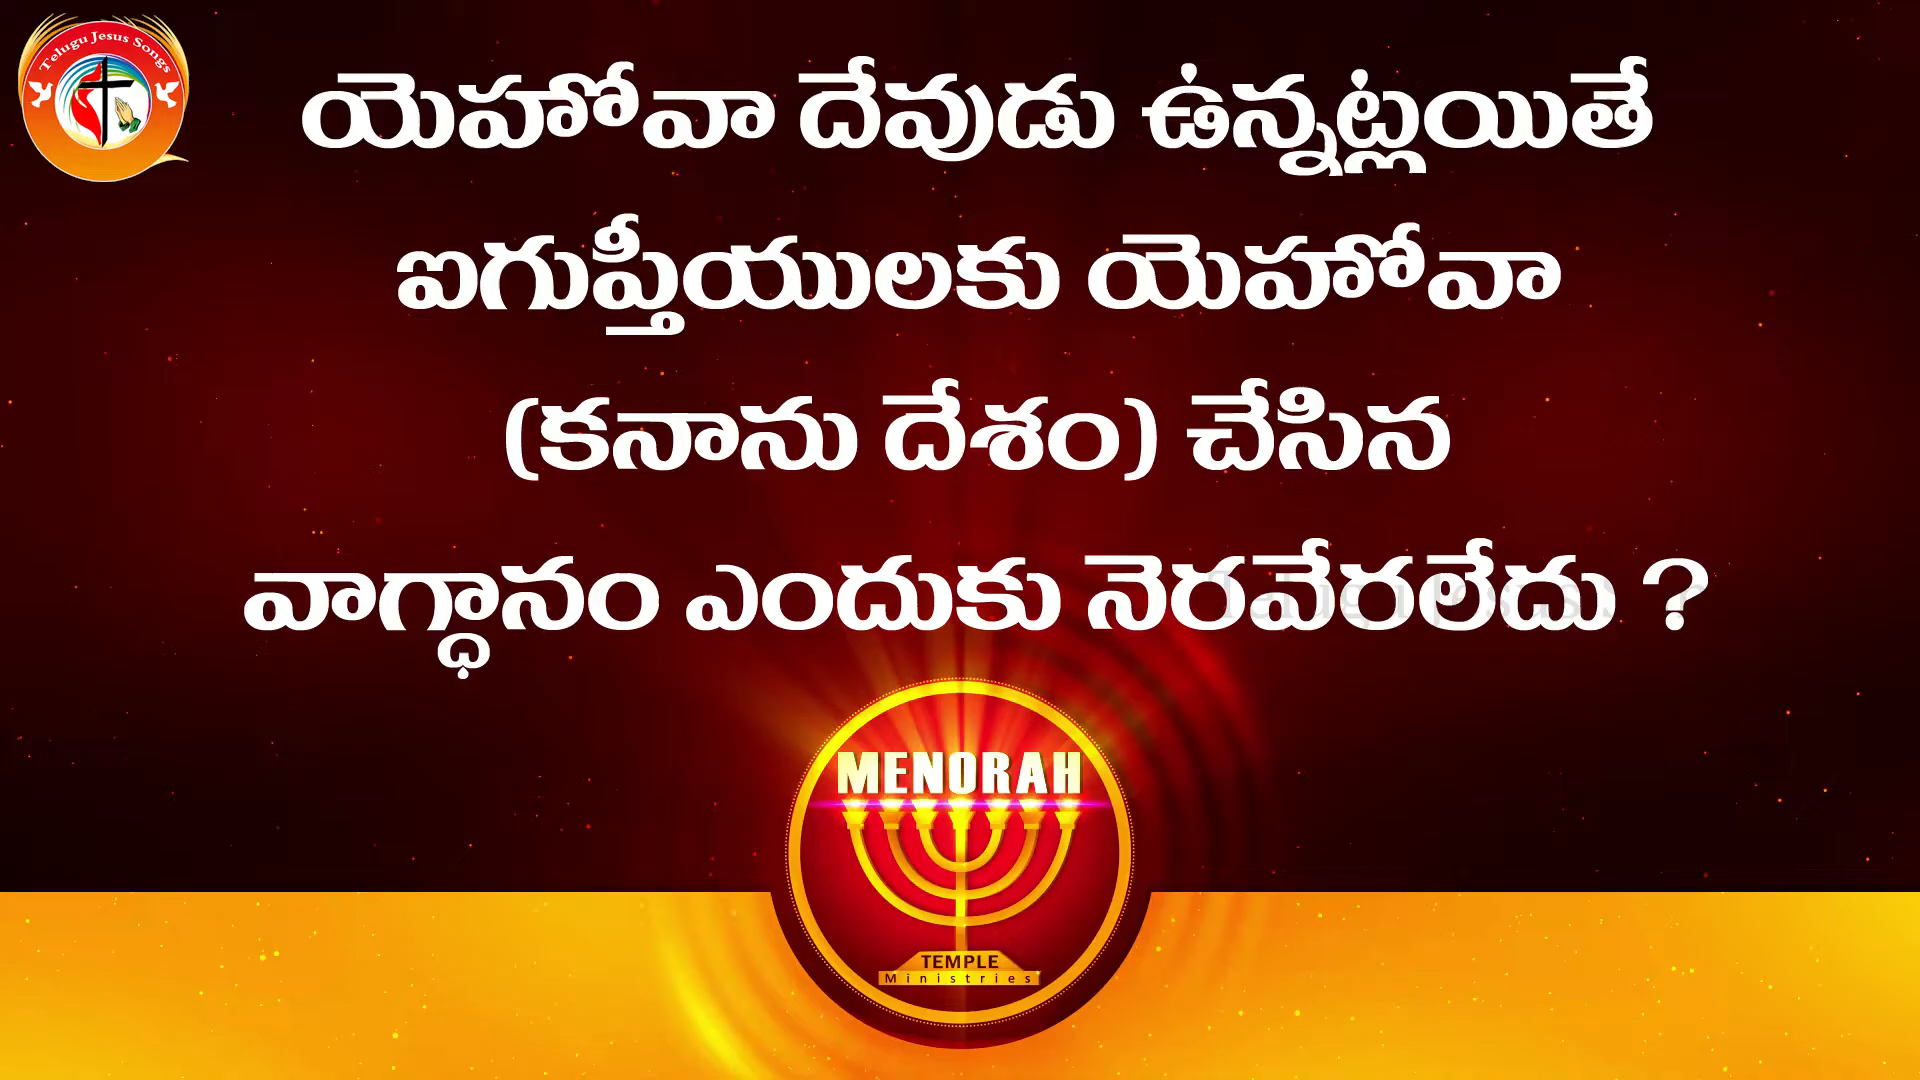 Telugu Jesus Songs
యెహోవా దేవుడు ఉన్నట్లయితే
ఐగుప్తీయులకు యెహోవా
(కనాను దేశం) చేసిన
వాగ్ధానం ఎందుకు నెరవేరలేదు ?
MENORAH
TEMPLE
Ministries